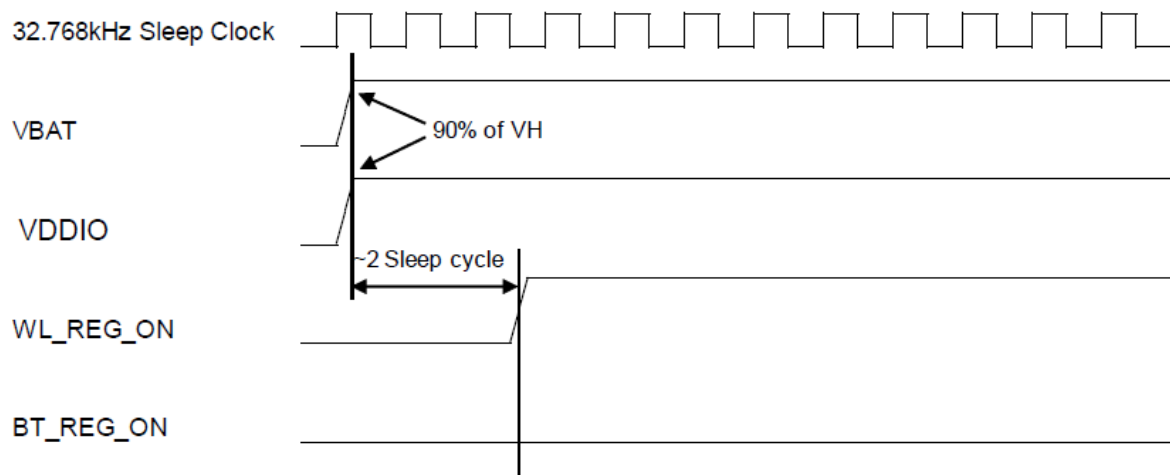 32.768kHz Sleep Clock
VBAT
90% of VH
VDDIO
~2 Sleep cycle
WL_REG_ON
BT_REG_ON